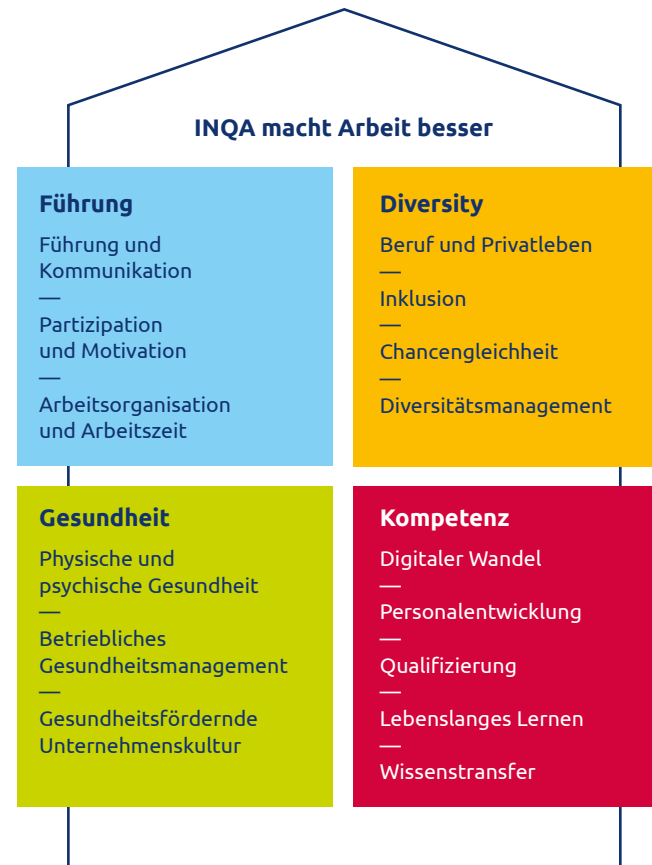 INQA macht Arbeit besser
Führung
Führung und
Kommunikation
—
Partizipation
und Motivation
—
Arbeitsorganisation
und Arbeitszeit
Diversity
Beruf und Privatleben
—
Inklusion
—
Chancengleichheit
—
Diversitätsmanagement
Gesundheit
Physische und
psychische Gesundheit
—
Betriebliches
Gesundheitsmanagement
—
Gesundheitsfördernde
Unternehmenskultur
Kompetenz
Digitaler Wandel
—
Personalentwicklung
—
Qualifizierung
—
Lebenslanges Lernen
—
Wissenstransfer